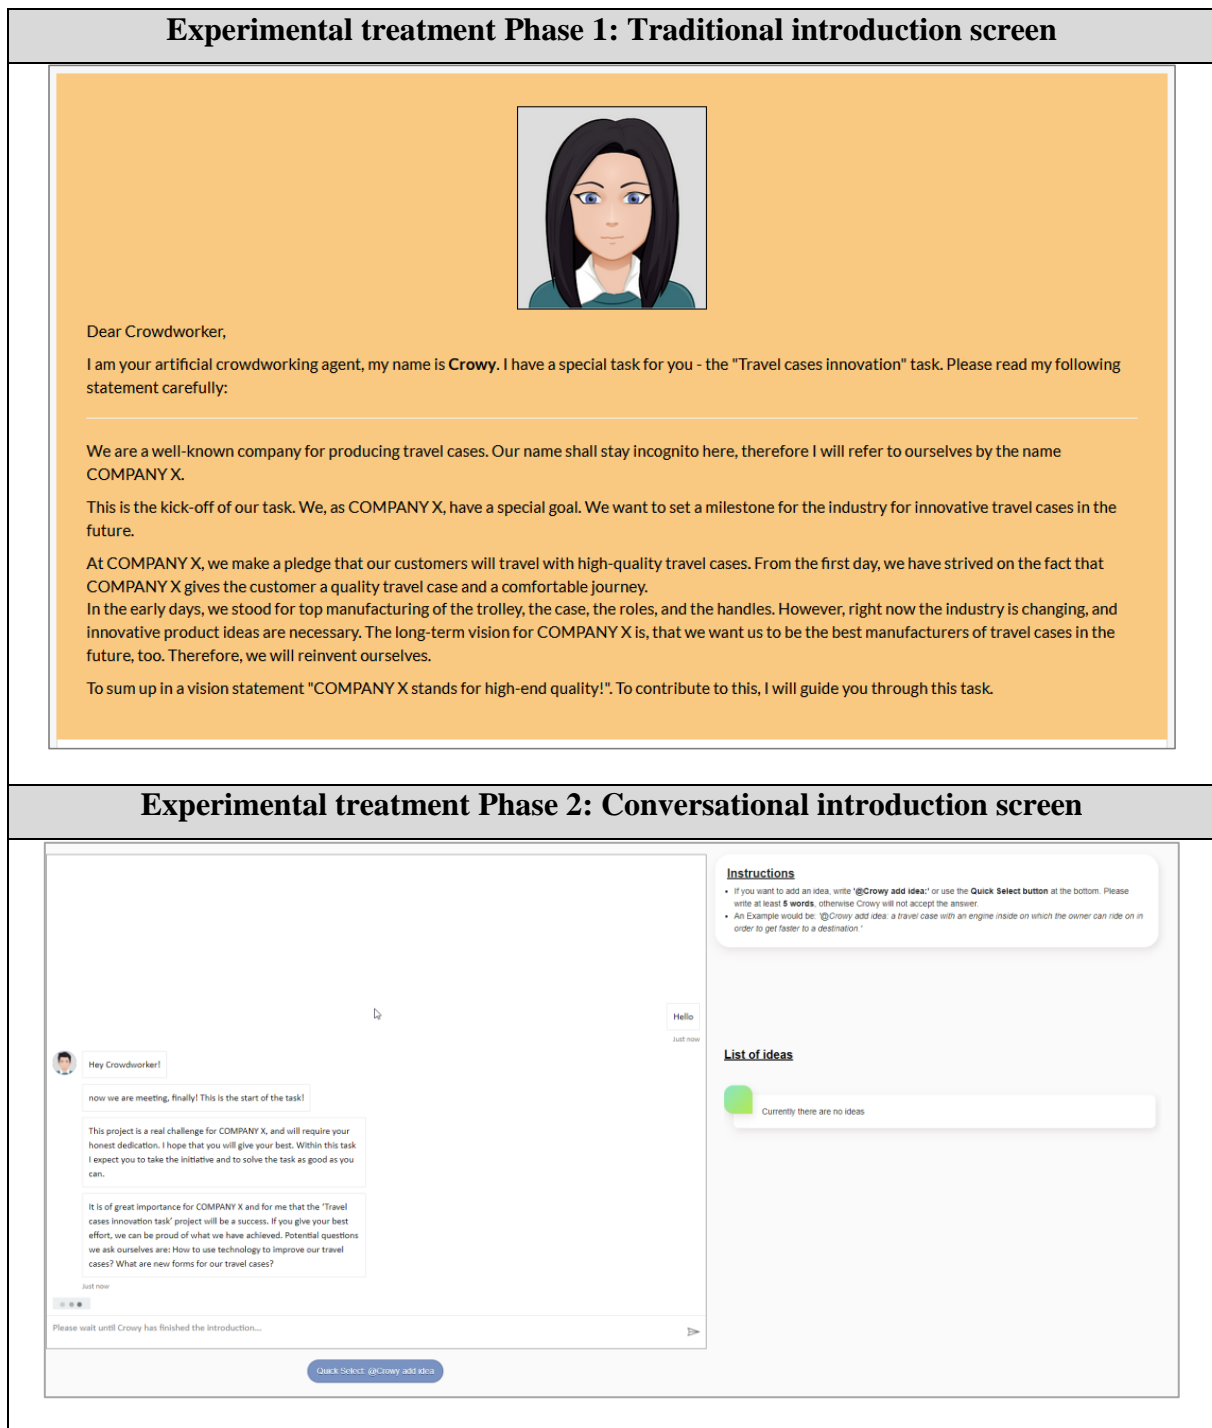 Experimental treatment Phase 1: Traditional introduction screen
Dear Crowdworker,
I am your artificial crowdworking agent, my name is Crowy. I have a special task for you - the "Travel cases innovation" task. Please read my following
statement carefully:
We are a well-known company for producing travel cases. Our name shall stay incognito here, therefore I will refer to ourselves by the name
COMPANY X.
This is the kick-off of our task. We, as COMPANY X, have a special goal. We want to set a milestone for the industry for innovative travel cases in the
future.
At COMPANY X, we make a pledge that our customers will travel with high-quality travel cases. From the first day, we have strived on the fact that
COMPANY X gives the customer a quality travel case and a comfortable journey.
In the early days, we stood for top manufacturing of the trolley, the case, the roles, and the handles. However, right now the industry is changing, and
innovative product ideas are necessary. The long-term vision for COMPANY X is, that we want us to be the best manufacturers of travel cases in the
future, too. Therefore, we will reinvent ourselves.
To sum up in a vision statement "COMPANY X stands for high-end quality!". To contribute to this, I will guide you through this task.
Experimental treatment Phase 2: Conversational introduction screen
Hello
Just now
Hey Crowdworker!
now we are meeting, finally! This is the start of the task!
This project is a real challenge for COMPANY X, and will require your
honest dedication. I hope that you will give your best. Within this task
I expect you to take the initiative and to solve the task as good as you
can.
It is of great importance for COMPANY X and for me that the 'Travel
cases innovation task' project will be a success. If you give your best
effort, we can be proud of what we have achieved. Potential questions
we ask ourselves are: How to use technology to improve our travel
cases? What are new forms for our travel cases?
Just now
Please wait until Crowy has finished the introduction...
Quick Select: @Crowy add idea
Instructions
• If you want to add an idea, write '@Crowy add idea:' or use the Quick Select button at the bottom. Please
write at least 5 words, otherwise Crowy will not accept the answer.
• An Example would be: '@Crowy add idea: a travel case with an engine inside on which the owner can ride on in
order to get faster to a destination.'
List of ideas
Currently there are no ideas